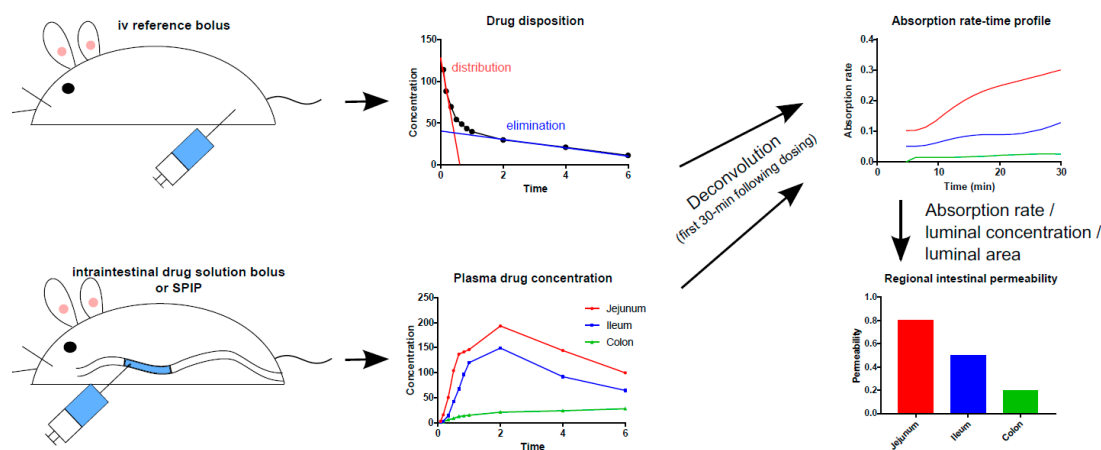 iv reference bolus
Drug disposition
150
100
50
0
Concentration
distribution
elimination
0
2
4
6
Time
Deconvolution
(first 30-min following dosing)
Absorption rate-time profile
0.4
0.3
0.2
0.1
0.0
Absorption rate
10
20
30
Time (min)
Absorption rate /
luminal concentration /
luminal area
intraintestinal drug solution bolus
or SPIP
Plasma drug concentration
250
200
150
100
50
0
Concentration
Jejunum
Ileum
Colon
0
2
4
6
Time
Regional intestinal permeability
1.0
0.8
0.6
0.4
0.2
0.0
Permeability
Jejunum
Ileum
Colon